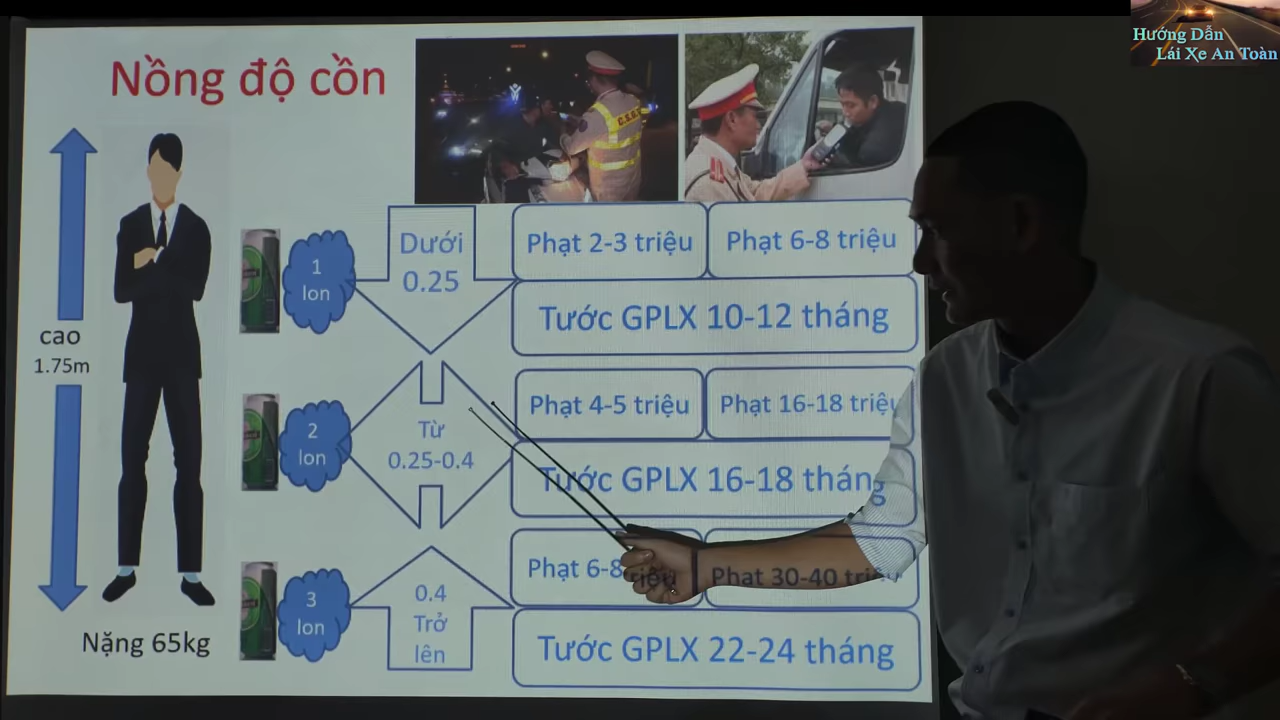 Hướng Dẫn
Lái Xe An Toàn
Nồng độ cồn
C.S.G.T
cao
1.75m
Nặng 65kg
1
lon
Dưới
0.25
Phạt 2-3 triệu
Phạt 6-8 triệu
Tước GPLX 10-12 tháng
2
lon
Từ
0.25-0.4
Phạt 4-5 triệu
Phạt 16-18 triệu
Tước GPLX 16-18 tháng
3
lon
0.4
Trở
lên
Phạt 6-8 triệu
Phạt 30-40 triệu
Tước GPLX 22-24 tháng